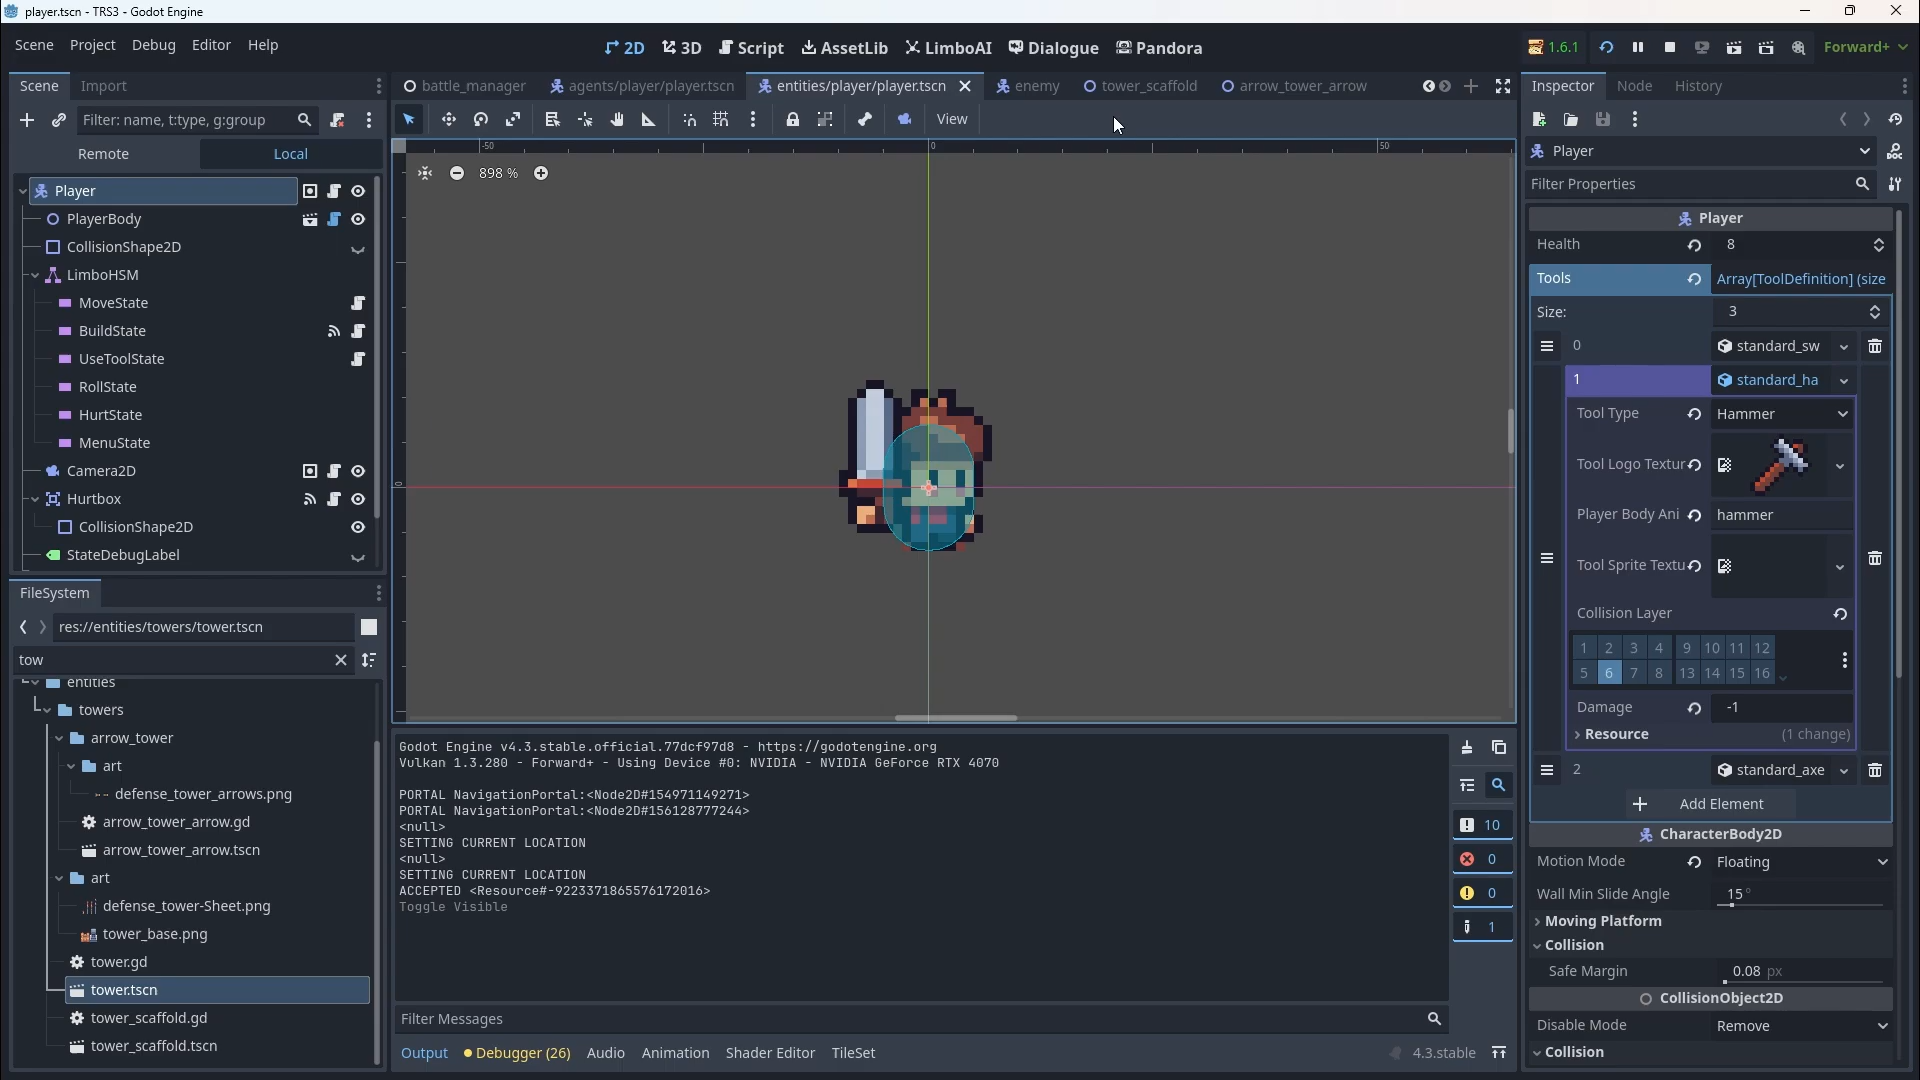 player.tscn - TRS3 - Godot Engine
Scene Project Debug Editor Help
2D 3D Script AssetLib LimboAI Dialogue Pandora
1.6.1 Forward+
Scene Import
battle_manager agents/player/player.tscn entities/player/player.tscn enemy tower_scaffold arrow_tower_arrow
Inspector Node History
Filter: name, t:type, g:group
View
Remote Local
Player
PlayerBody
CollisionShape2D
LimboHSM
MoveState
BuildState
UseToolState
RollState
HurtState
MenuState
Camera2D
Hurtbox
CollisionShape2D
StateDebugLabel
FileSystem
res://entities/towers/tower.tscn
tow
entities
towers
arrow_tower
art
defense_tower_arrows.png
arrow_tower_arrow.gd
arrow_tower_arrow.tscn
art
defense_tower-Sheet.png
tower_base.png
tower.gd
tower.tscn
tower_scaffold.gd
tower_scaffold.tscn
-50 0 50
898 %
0
Godot Engine v4.3.stable.official.77dcf97d8 - https://godotengine.org
Vulkan 1.3.280 - Forward+ - Using Device #0: NVIDIA - NVIDIA GeForce RTX 4070
PORTAL NavigationPortal:<Node2D#154971149271>
PORTAL NavigationPortal:<Node2D#156128777244>
<null>
SETTING CURRENT LOCATION
<null>
SETTING CURRENT LOCATION
ACCEPTED <Resource#-9223371865576172016>
Toggle Visible
10
0
0
1
Filter Messages
Output Debugger (26) Audio Animation Shader Editor TileSet 4.3.stable
Player
Filter Properties
Player
Health 8
Tools Array[ToolDefinition] (size
Size: 3
0 standard_sw
1 standard_ha
Tool Type Hammer
Tool Logo Textur
Player Body Ani hammer
Tool Sprite Textu
Collision Layer
1 2 3 4 9 10 11 12
5 6 7 8 13 14 15 16
Damage -1
Resource (1 change)
2 standard_axe
Add Element
CharacterBody2D
Motion Mode Floating
Wall Min Slide Angle 15 °
Moving Platform
Collision
Safe Margin 0.08 px
CollisionObject2D
Disable Mode Remove
Collision